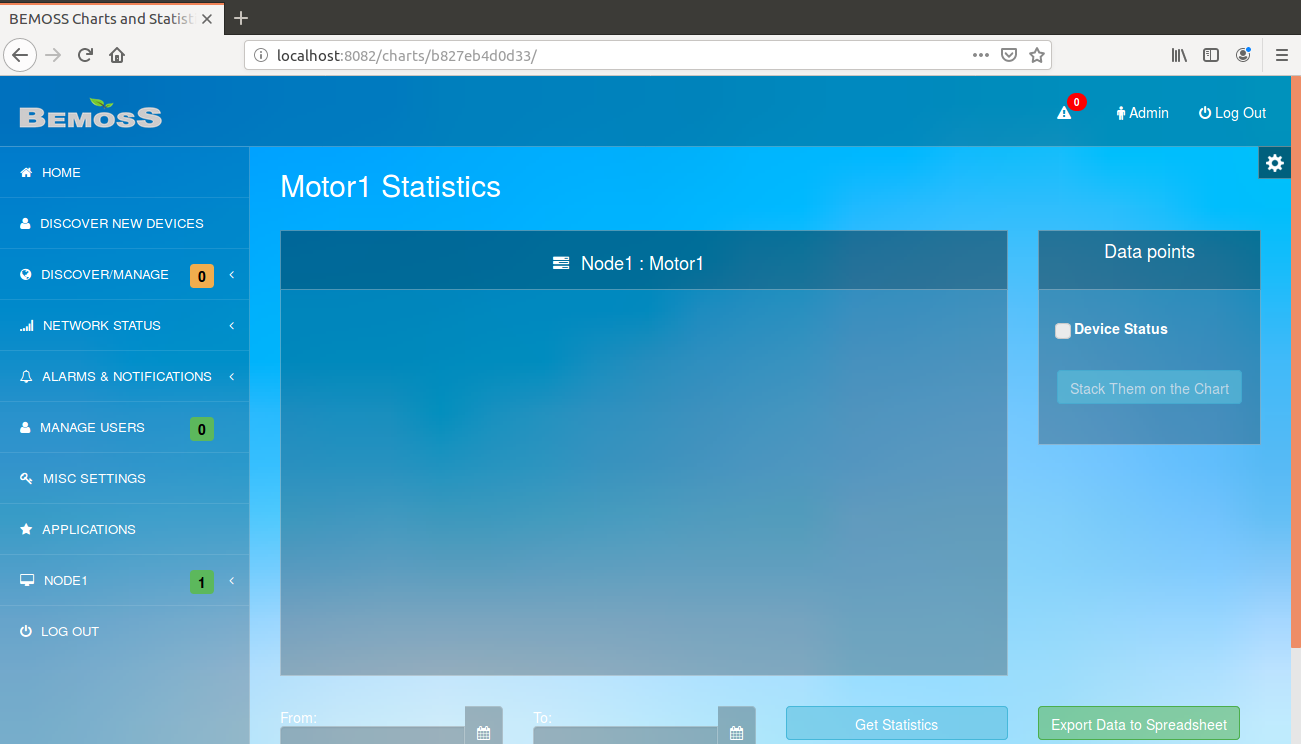 BEMOSS Charts and Statist
localhost:8082/charts/b827eb4d0d33/
BEMOSS
0
Admin
Log Out
HOME
DISCOVER NEW DEVICES
DISCOVER/MANAGE 0
NETWORK STATUS
ALARMS & NOTIFICATIONS
MANAGE USERS 0
MISC SETTINGS
APPLICATIONS
NODE1 1
LOG OUT
Motor1 Statistics
Node1 : Motor1
Data points
Device Status
Stack Them on the Chart
From:
To:
Get Statistics
Export Data to Spreadsheet